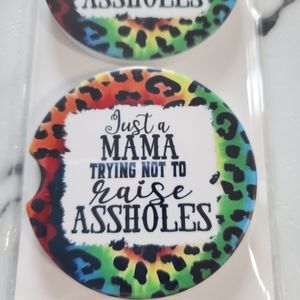 ASSHOLES
Just a
MAMA
TRYING NOT TO
raise
ASSHOLES